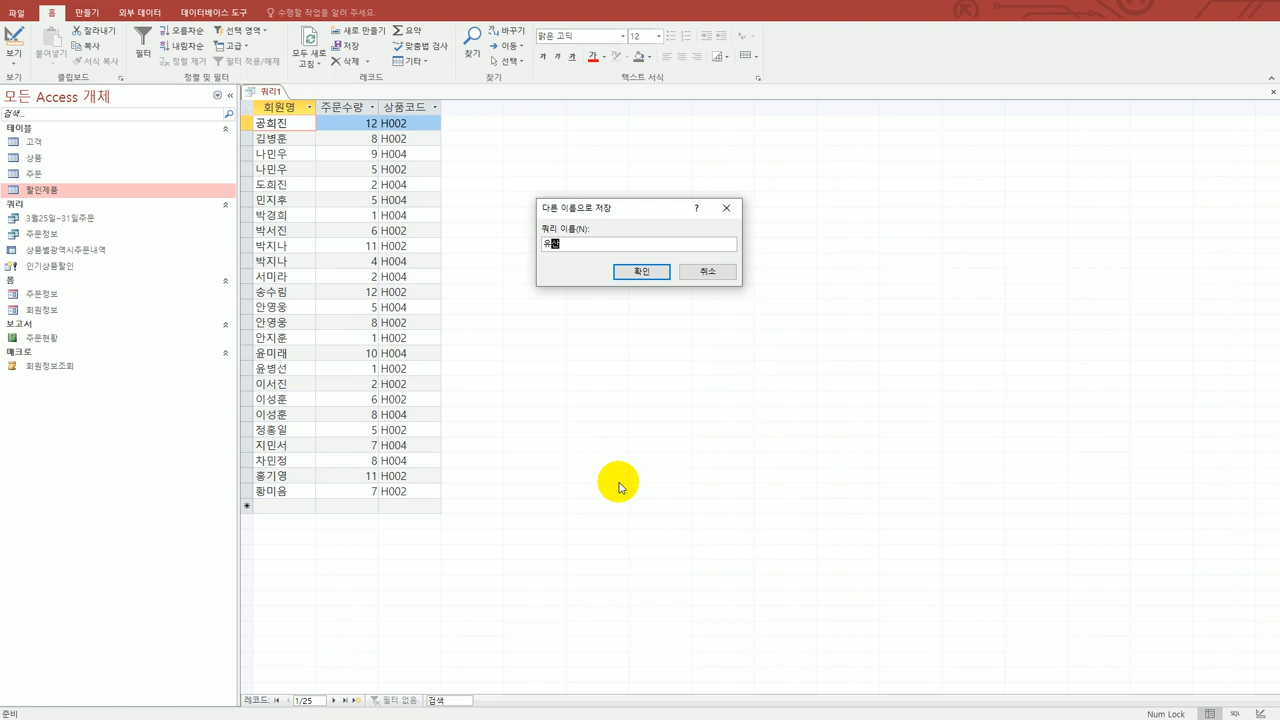 파일 홈 만들기 외부 데이터 데이터베이스 도구 수행할 작업을 알려 주세요.
보기 붙여넣기 잘라내기 복사 서식 복사 필터 오름차순 내림차순 정렬 제거 선택 영역 고급 필터 적용/해제 모두 새로 고침 새로 만들기 저장 삭제 요약 맞춤법 검사 기타 찾기 바꾸기 이동 선택 맑은 고딕 12 가 가 가 가
보기 클립보드 정렬 및 필터 레코드 찾기 텍스트 서식
모든 Access 개체
검색...
테이블
고객
상품
주문
할인제품
쿼리
3월25일~31일주문
주문정보
상품별광역시주문내역
인기상품할인
폼
주문정보
회원정보
보고서
주문현황
매크로
회원정보조회
쿼리1
회원명 주문수량 상품코드
공희진 12 H002
김병훈 8 H002
나민우 9 H004
나민우 5 H002
도희진 2 H004
민지후 5 H004
박경희 1 H004
박서진 6 H002
박지나 11 H002
박지나 4 H004
서미라 2 H004
송수림 12 H002
안영웅 5 H004
안영웅 8 H002
안지훈 1 H002
윤미래 10 H004
윤병선 1 H002
이서진 2 H004
이성훈 6 H002
이성훈 8 H004
정홍일 5 H002
지민서 7 H004
차민정 8 H004
홍기영 11 H002
황미음 7 H002
다른 이름으로 저장 ?
쿼리 이름(N):
유산
확인 취소
레코드: 1/25 필터 없음 검색
준비 Num Lock SQL